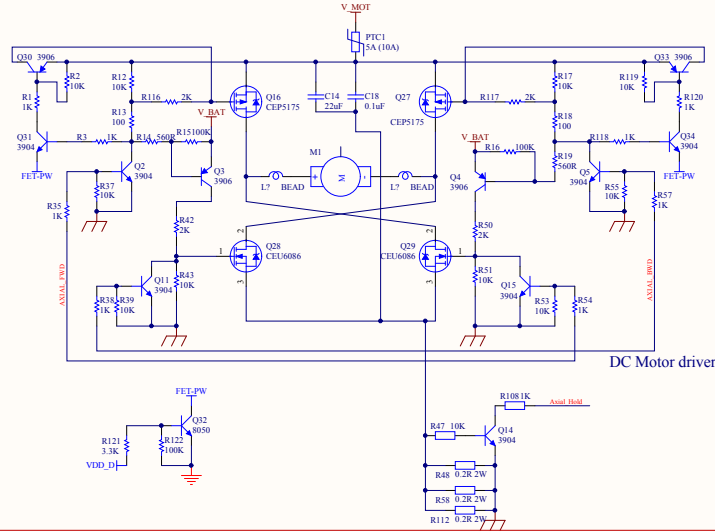 V_MOT
PTC1
5A (10A)
Q30 3906
Q33 3906
R2
10K
R12
10K
R116 2K
Q16
CEP5175
C14
22uF
C18
0.1uF
Q27
CEP5175
R117 2K
R17
10K
R119
10K
R1
1K
R120
1K
R13
100
R18
100
V_BAT
V_BAT
Q31
3904
R3 1K
R14 560R
R15100K
R16 100K
R118 1K
Q34
3904
FET-PW
FET-PW
Q2
3904
Q3
3906
M1
+
M
-
L? BEAD
L? BEAD
Q4
3906
R19
560R
Q5
3904
R37
10K
R35
1K
R55
10K
R57
1K
R42
2K
R50
2K
AXIAL_FWD
AXIAL_BWD
Q28
CEU6086
1
2
3
Q29
CEU6086
1
2
3
Q11
3904
R43
10K
R51
10K
Q15
3904
R38
1K
R39
10K
R53
10K
R54
1K
DC Motor driver
FET-PW
Q32
8050
R121
3.3K
R122
100K
VDD_D
R1081K
Axial_Hold
R47 10K
Q14
3904
R48 0.2R 2W
R58 0.2R 2W
R112 0.2R 2W